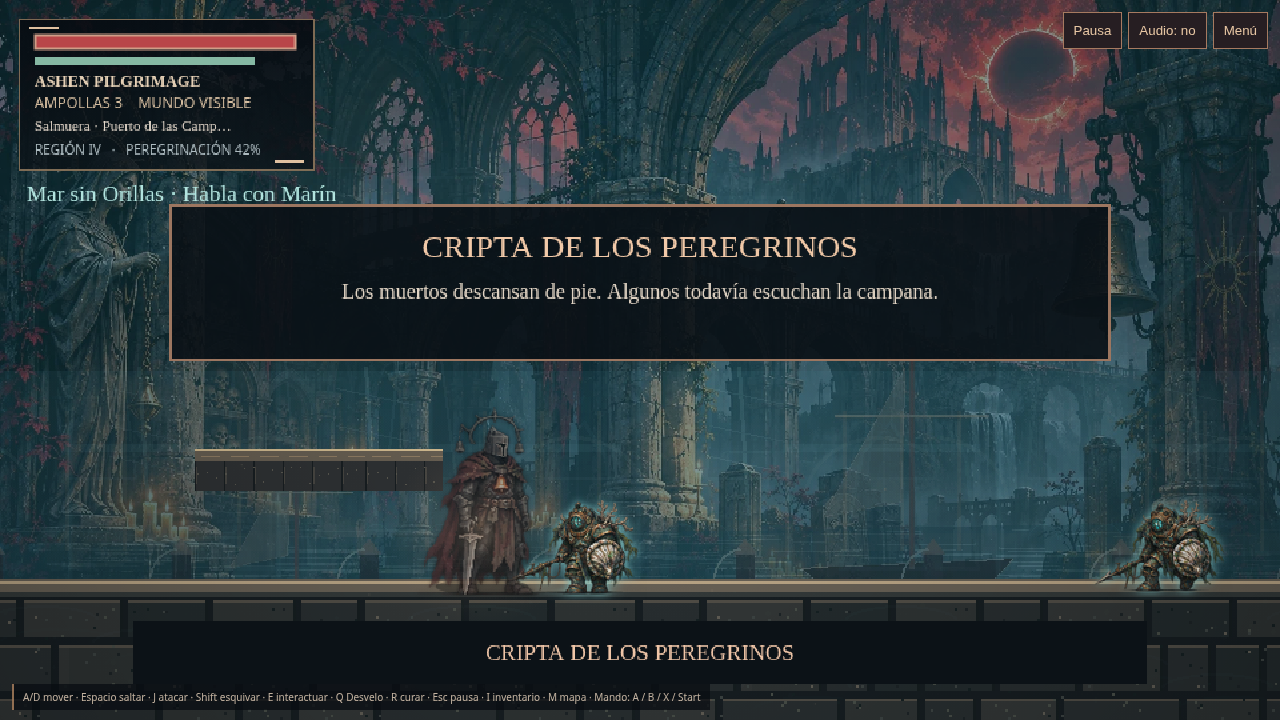 Pausa
Audio: no
Menú
ASHEN PILGRIMAGE
AMPOLLAS 3 MUNDO VISIBLE
Salmuera · Puerto de las Camp…
REGIÓN IV · PEREGRINACIÓN 42%
Mar sin Orillas · Habla con Marín
CRIPTA DE LOS PEREGRINOS
Los muertos descansan de pie. Algunos todavía escuchan la campana.
CRIPTA DE LOS PEREGRINOS
A/D mover · Espacio saltar · J atacar · Shift esquivar · E interactuar · Q Desvelo · R curar · Esc pausa · I inventario · M mapa · Mando: A / B / X / Start